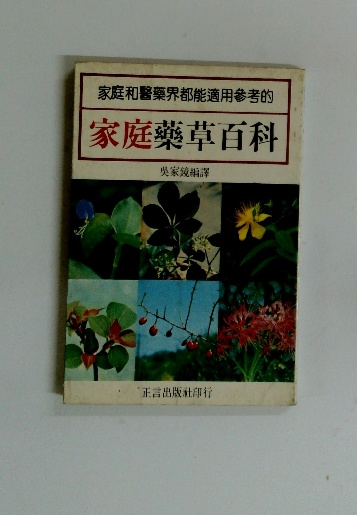 家庭和醫藥界都能適用參考的
家庭藥草百科
吳家鏡編譯
正言出版社印行